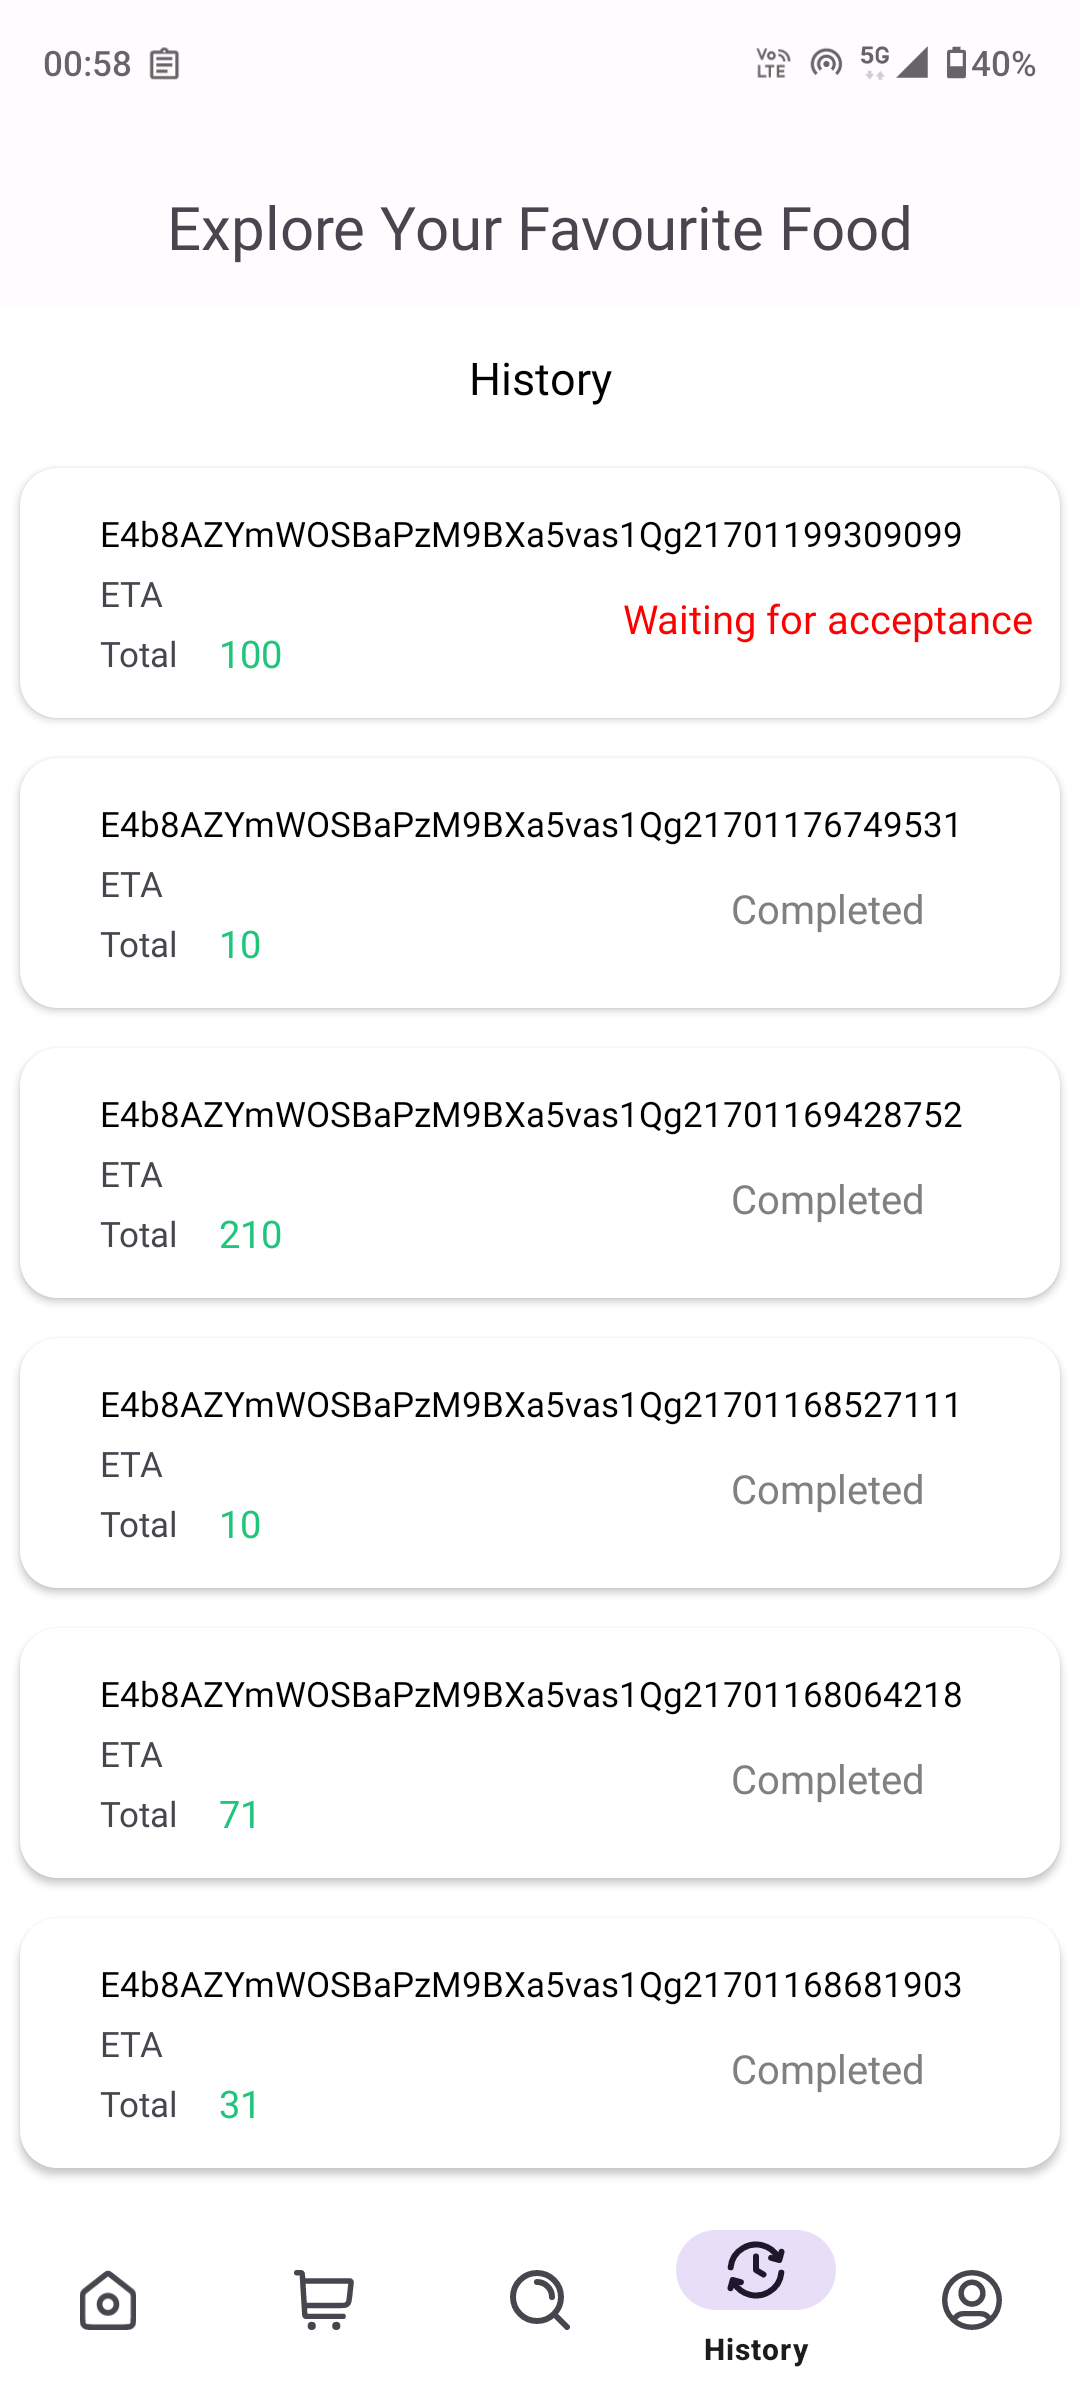 00:58 VoLTE 5G 40%
Explore Your Favourite Food
History
E4b8AZYmWOSBaPzM9BXa5vas1Qg21701199309099
ETA
Waiting for acceptance
Total 100
E4b8AZYmWOSBaPzM9BXa5vas1Qg21701176749531
ETA
Completed
Total 10
E4b8AZYmWOSBaPzM9BXa5vas1Qg21701169428752
ETA
Completed
Total 210
E4b8AZYmWOSBaPzM9BXa5vas1Qg21701168527111
ETA
Completed
Total 10
E4b8AZYmWOSBaPzM9BXa5vas1Qg21701168064218
ETA
Completed
Total 71
E4b8AZYmWOSBaPzM9BXa5vas1Qg21701168681903
ETA
Completed
Total 31
History